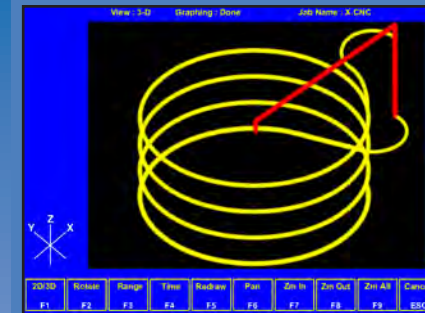 View : 3-D Graphing : Done Job Name : X.CNC
Z
Y X
2D/3D Rotate Range Time Redraw Pan Zm In Zm Out Zm All Cancel
F1 F2 F3 F4 F5 F6 F7 F8 F9 ESC